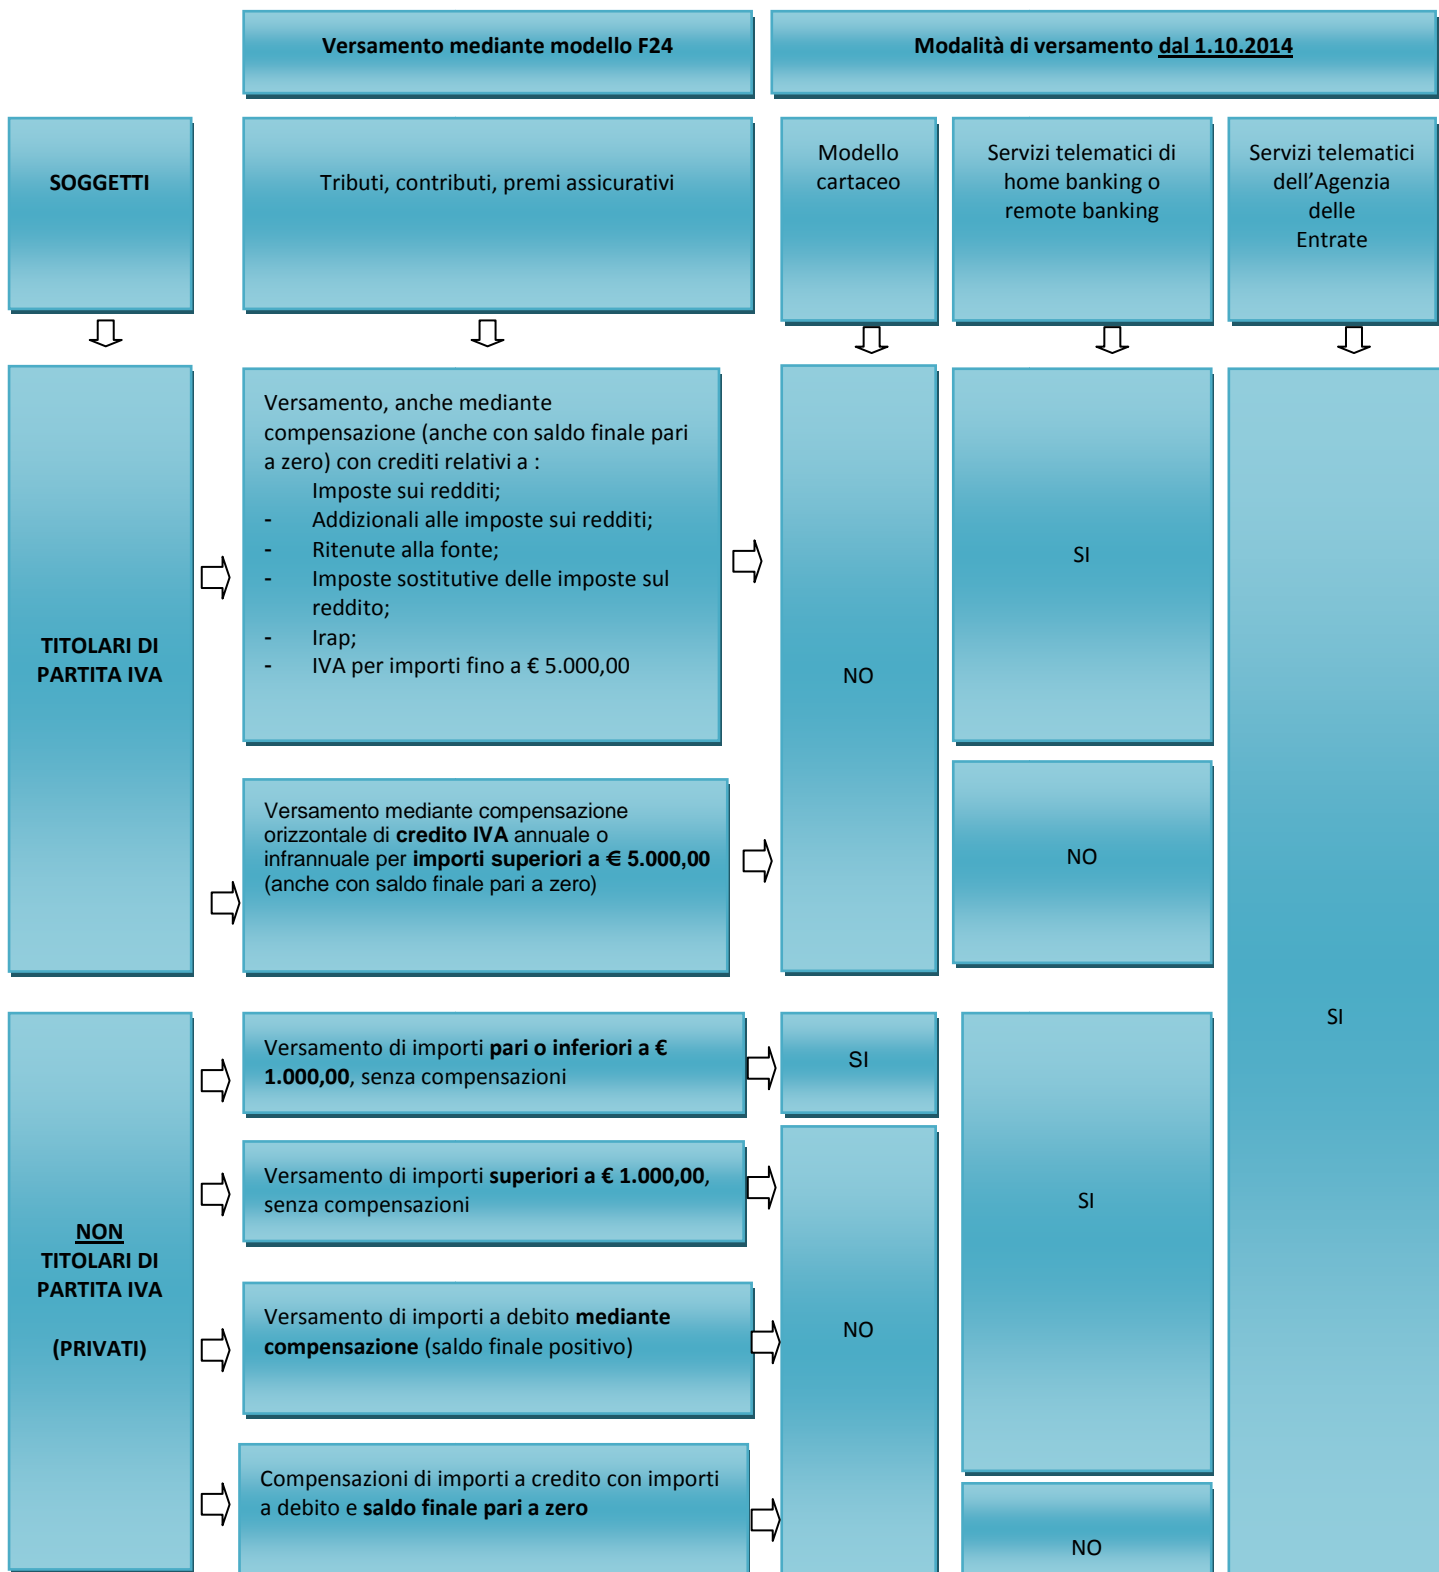 Versamento mediante modello F24
Modalità di versamento dal 1.10.2014
SOGGETTI
Tributi, contributi, premi assicurativi
Modello
cartaceo
Servizi telematici di
home banking o
remote banking
Servizi telematici
dell’Agenzia
delle
Entrate
TITOLARI DI
PARTITA IVA
Versamento, anche mediante
compensazione (anche con saldo finale pari
a zero) con crediti relativi a :
Imposte sui redditi;
- Addizionali alle imposte sui redditi;
- Ritenute alla fonte;
- Imposte sostitutive delle imposte sul
reddito;
- Irap;
- IVA per importi fino a € 5.000,00
NO
SI
Versamento mediante compensazione
orizzontale di credito IVA annuale o
infrannuale per importi superiori a € 5.000,00
(anche con saldo finale pari a zero)
NO
SI
NON
TITOLARI DI
PARTITA IVA
(PRIVATI)
Versamento di importi pari o inferiori a €
1.000,00, senza compensazioni
SI
Versamento di importi superiori a € 1.000,00,
senza compensazioni
SI
Versamento di importi a debito mediante
compensazione (saldo finale positivo)
NO
Compensazioni di importi a credito con importi
a debito e saldo finale pari a zero
NO